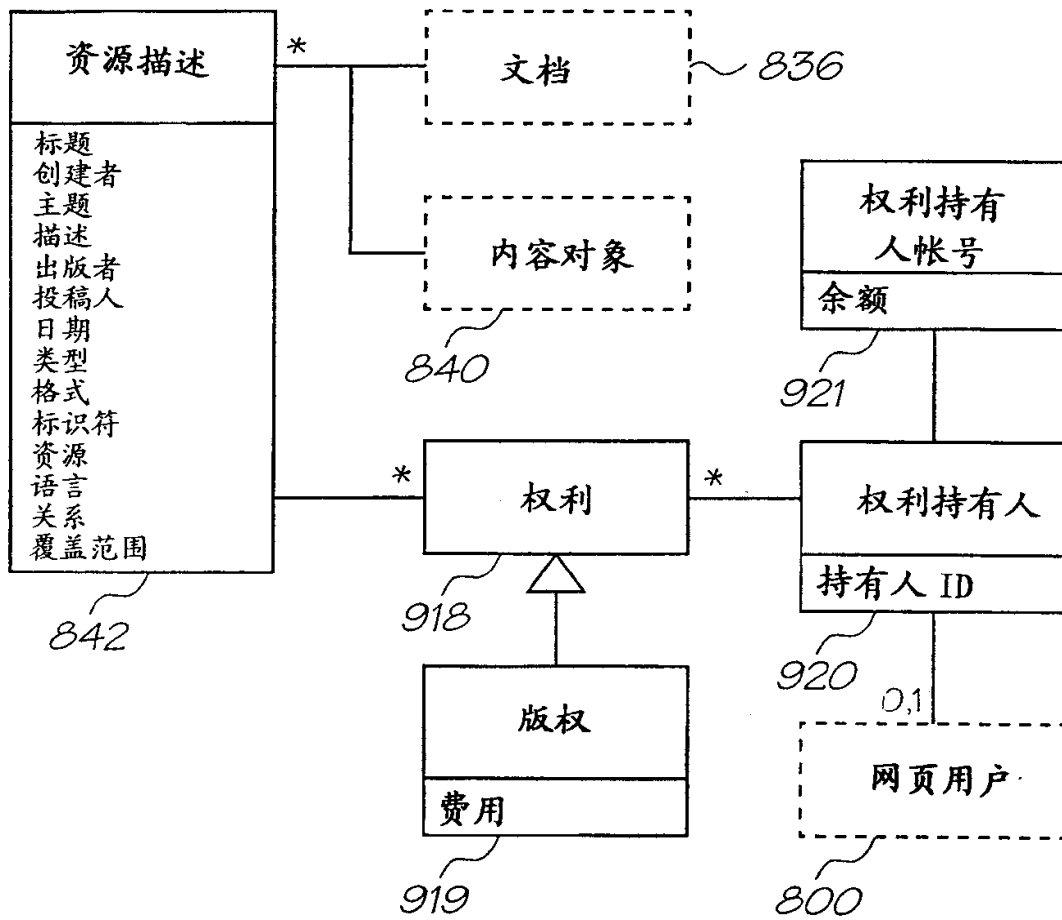 资源描述
*
标题
创建者
主题
描述
出版者
投稿人
日期
类型
格式
标识符
资源
语言
关系
覆盖范围
842
文档
836
内容对象
840
权利持有
人帐号
余额
921
*
权利
918
*
权利持有人
持有人 ID
920
0,1
版权
费用
919
网页用户
800